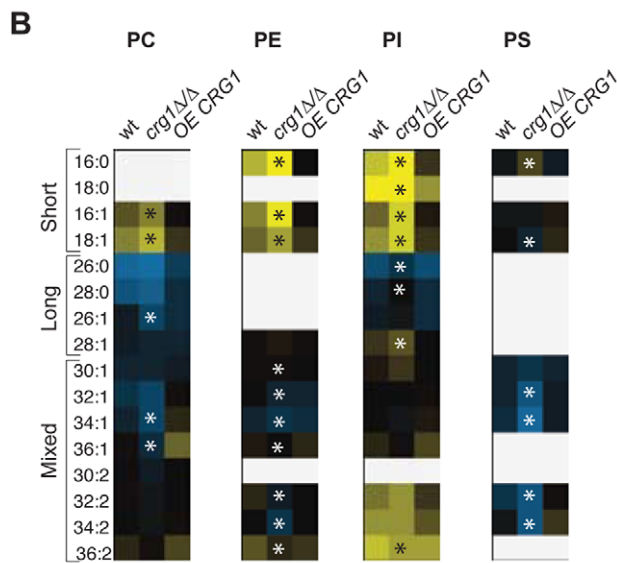 B
PC PE PI PS
wt crg1Δ/Δ OE CRG1 wt crg1Δ/Δ OE CRG1 wt crg1Δ/Δ OE CRG1 wt crg1Δ/Δ OE CRG1
Short
16:0 * * *
18:0 *
16:1 * * *
18:1 * * * *
Long
26:0 *
28:0 *
26:1 *
28:1 *
Mixed
30:1 *
32:1 * *
34:1 * * *
36:1 * *
30:2
32:2 * *
34:2 * *
36:2 * *